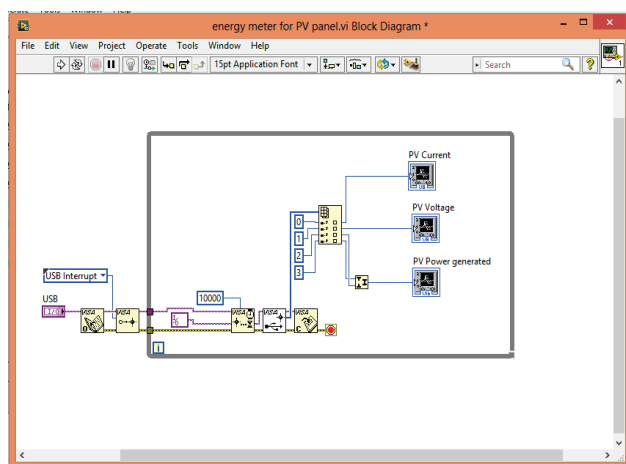 energy meter for PV panel.vi Block Diagram *
File Edit View Project Operate Tools Window Help
15pt Application Font
Search
PV Current
U8
PV Voltage
U8
PV Power generated
0
1
2
3
USB Interrupt
USB
I/O
VISA
10000
VISA
VISA
VISA
i